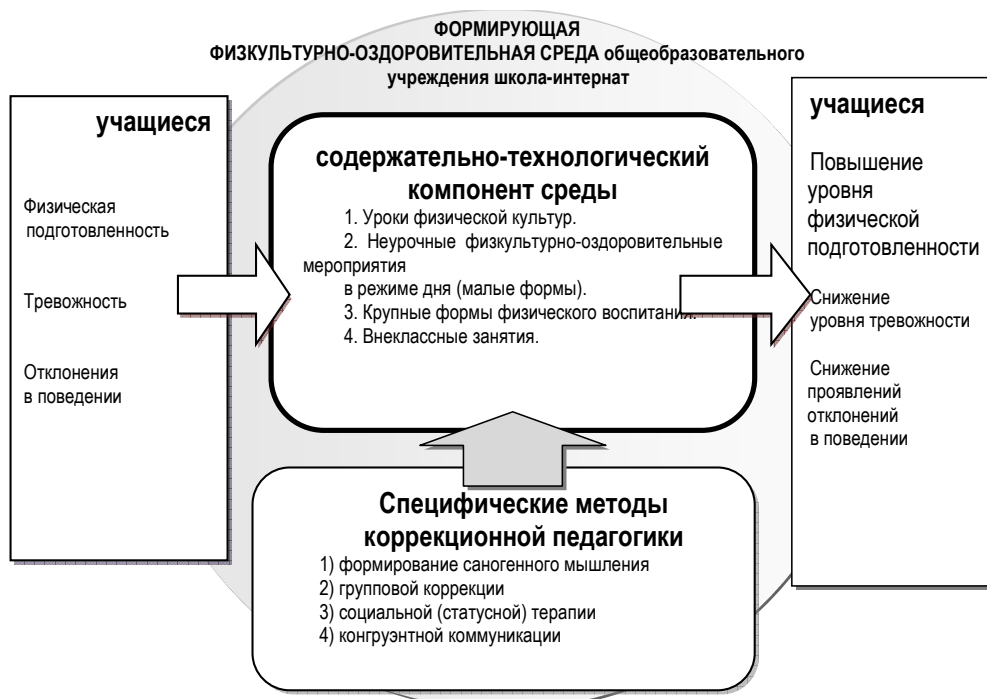 ФОРМИРУЮЩАЯ
ФИЗКУЛЬТУРНО-ОЗДОРОВИТЕЛЬНАЯ СРЕДА общеобразовательного
учреждения школа-интернат
учащиеся
Физическая
подготовленность
Тревожность
Отклонения
в поведении
содержательно-технологический
компонент среды
1. Уроки физической культур.
2. Неурочные физкультурно-оздоровительные
мероприятия
в режиме дня (малые формы).
3. Крупные формы физического воспитания.
4. Внеклассные занятия.
Специфические методы
коррекционной педагогики
1) формирование саногенного мышления
2) групповой коррекции
3) социальной (статусной) терапии
4) конгруэнтной коммуникации
учащиеся
Повышение
уровня
физической
подготовленности
Снижение
уровня тревожности
Снижение
проявлений
отклонений
в поведении